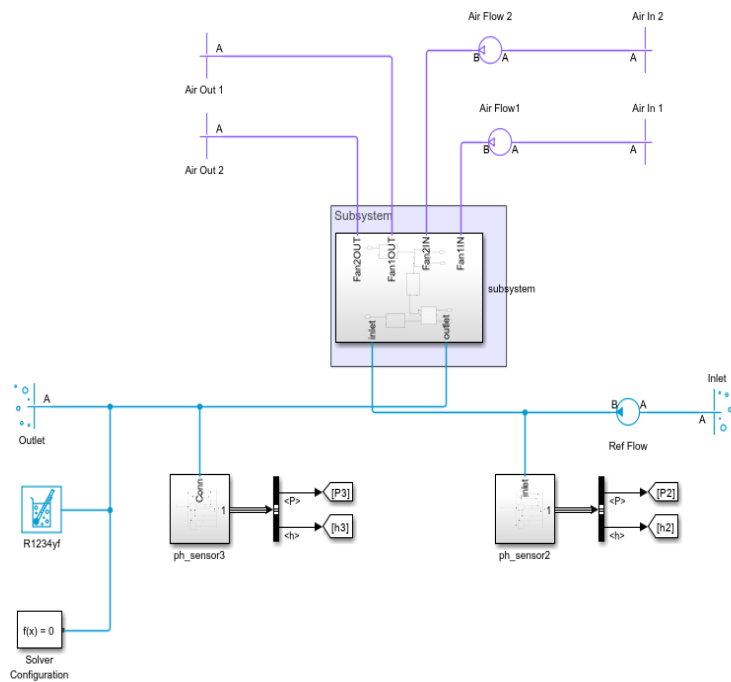 Air Flow 2
Air In 2
A
B
A
A
Air Out 1
Air Flow1
Air In 1
A
B
A
A
Air Out 2
Subsystem
Fan2OUT
Fan1OUT
Fan2IN
Fan1IN
subsystem
inlet
outlet
Inlet
A
B
A
A
Outlet
Ref Flow
Conn
1
<P>
[P3]
<h>
[h3]
inlet
1
<P>
[P2]
<h>
[h2]
R1234yf
ph_sensor3
ph_sensor2
f(x) = 0
Solver
Configuration